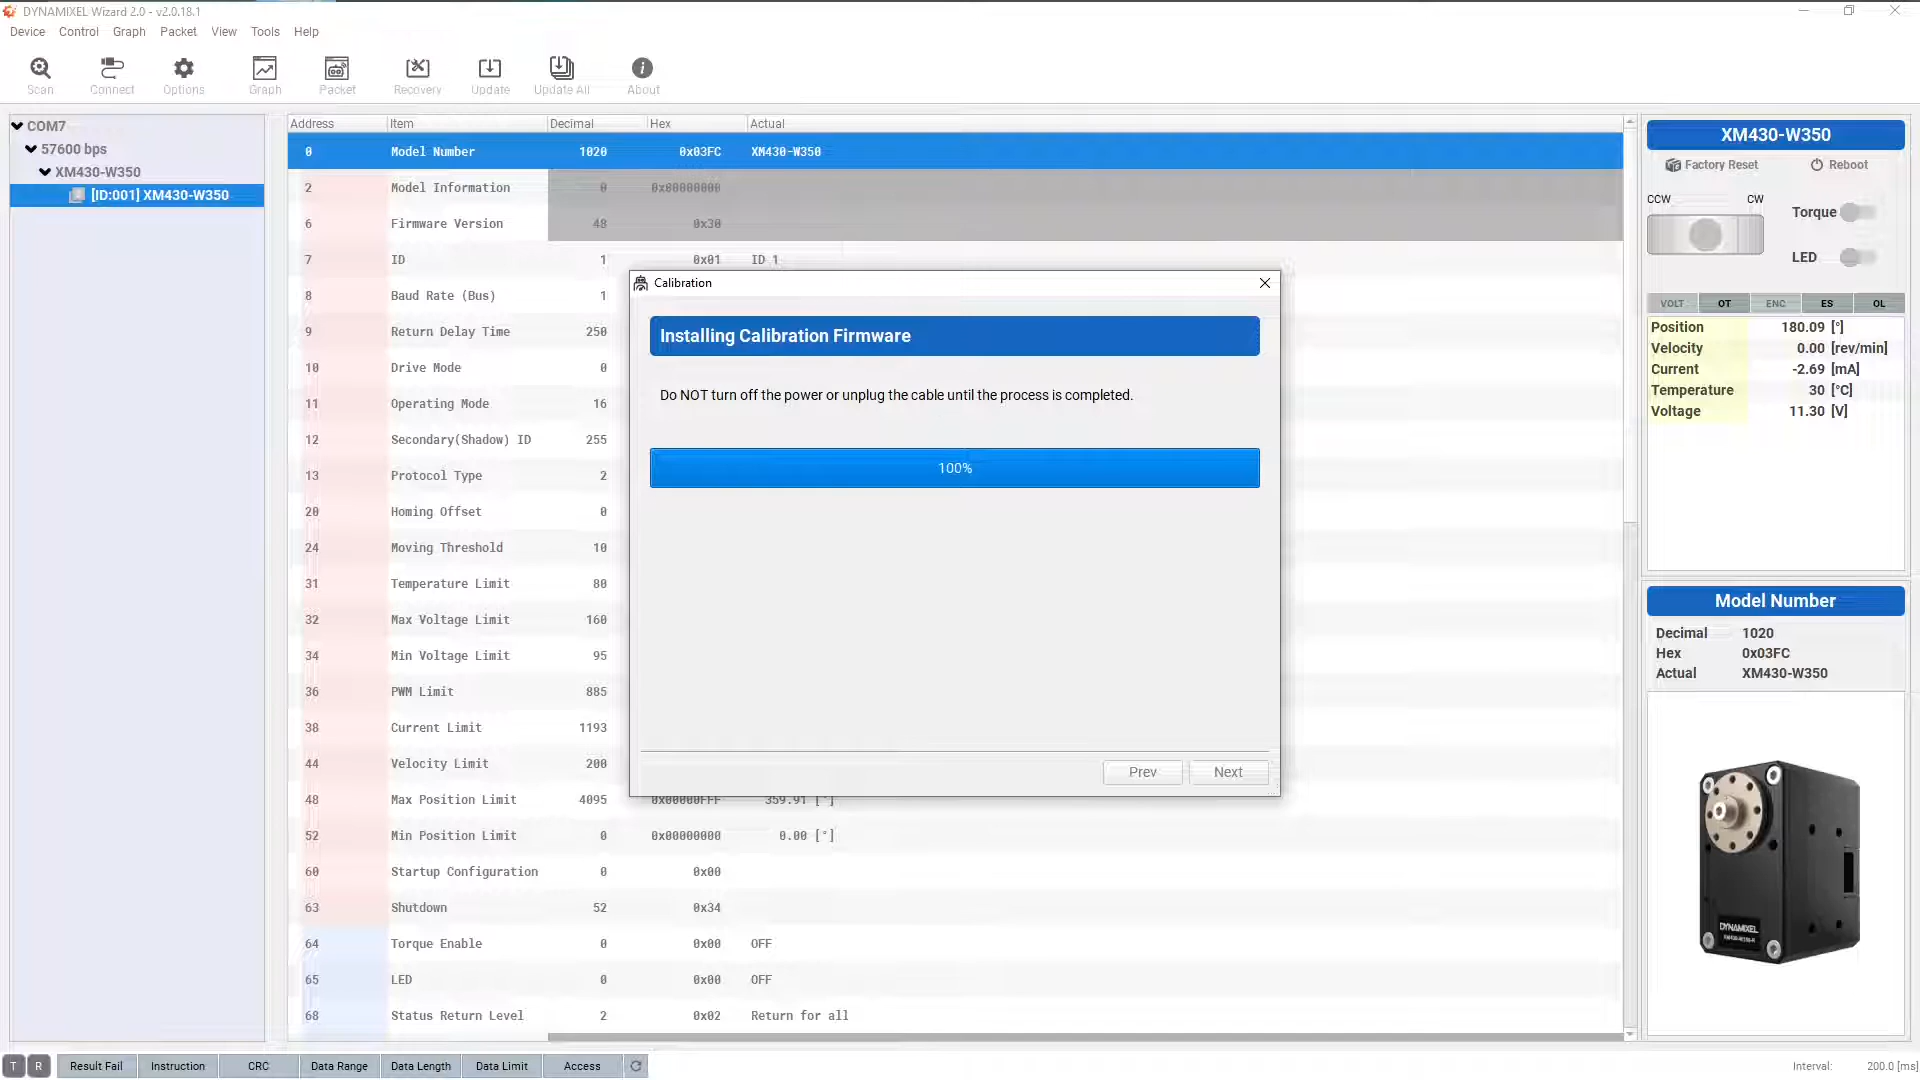 DYNAMIXEL Wizard 2.0 - v2.0.18.1
Device Control Graph Packet View Tools Help
Scan Connect Options Graph Packet Recovery Update Update All About
COM7
57600 bps
XM430-W350
[ID:001] XM430-W350
Address Item Decimal Hex Actual
0 Model Number 1020 0x03FC XM430-W350
2 Model Information 0 0x00000000
6 Firmware Version 48 0x30
7 ID 1 0x01 ID 1
8 Baud Rate (Bus) 1
9 Return Delay Time 250
10 Drive Mode 0
11 Operating Mode 16
12 Secondary(Shadow) ID 255
13 Protocol Type 2
20 Homing Offset 0
24 Moving Threshold 10
31 Temperature Limit 80
32 Max Voltage Limit 160
34 Min Voltage Limit 95
36 PWM Limit 885
38 Current Limit 1193
44 Velocity Limit 200
48 Max Position Limit 4095 0x00000FFF 359.91 [°]
52 Min Position Limit 0 0x00000000 0.00 [°]
60 Startup Configuration 0 0x00
63 Shutdown 52 0x34
64 Torque Enable 0 0x00 OFF
65 LED 0 0x00 OFF
68 Status Return Level 2 0x02 Return for all
Calibration
Installing Calibration Firmware
Do NOT turn off the power or unplug the cable until the process is completed.
100%
Prev Next
XM430-W350
Factory Reset Reboot
CCW CW
Torque
LED
VOLT OT ENC ES OL
Position 180.09 [°]
Velocity 0.00 [rev/min]
Current -2.69 [mA]
Temperature 30 [°C]
Voltage 11.30 [V]
Model Number
Decimal 1020
Hex 0x03FC
Actual XM430-W350
DYNAMIXEL
XM430-W350-R
T R Result Fail Instruction CRC Data Range Data Length Data Limit Access
Interval: 200.0 [ms]